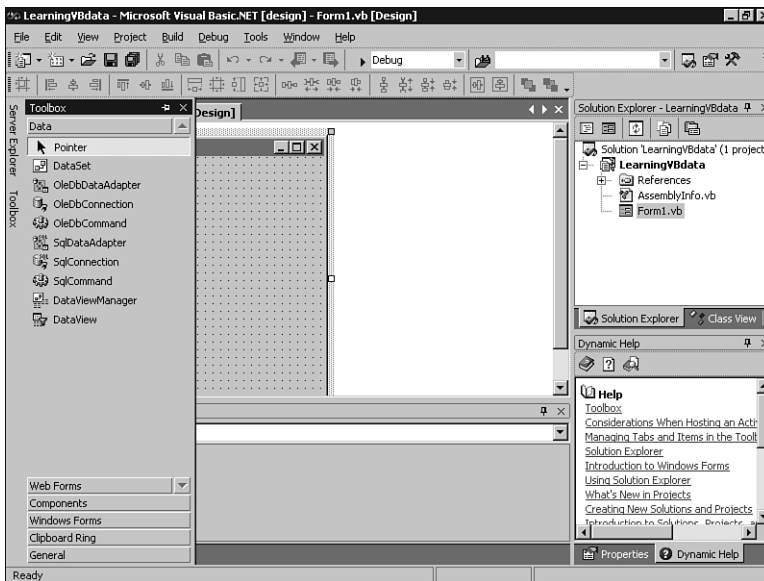 LearningVBdata - Microsoft Visual Basic.NET [design] - Form1.vb [Design]
File Edit View Project Build Debug Tools Window Help
Debug
Server Explorer
Toolbox
Toolbox
Data
Pointer
DataSet
OleDbDataAdapter
OleDbConnection
OleDbCommand
SqlDataAdapter
SqlConnection
SqlCommand
DataViewManager
DataView
Web Forms
Components
Windows Forms
Clipboard Ring
General
Design]
Solution Explorer - LearningVBdata
Solution 'LearningVBdata' (1 project
LearningVBdata
References
AssemblyInfo.vb
Form1.vb
Solution Explorer Class View
Dynamic Help
Help
Toolbox
Considerations When Hosting an Acti
Managing Tabs and Items in the Toolb
Solution Explorer
Introduction to Windows Forms
Using Solution Explorer
What's New in Projects
Creating New Solutions and Projects
Introduction to Solutions, Projects, a
Properties Dynamic Help
Ready